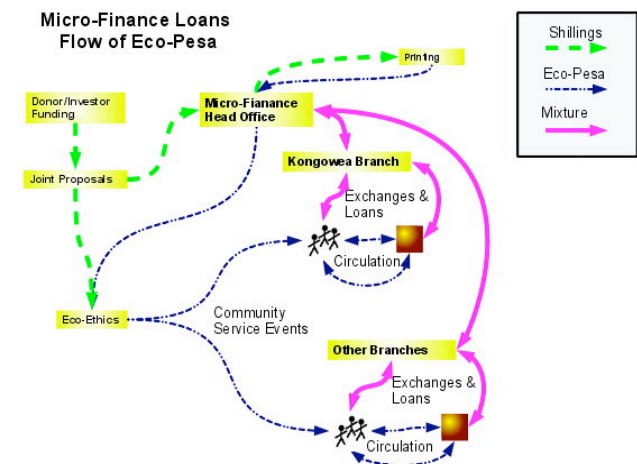 Micro-Finance Loans
Flow of Eco-Pesa
Shillings
Eco-Pesa
Mixture
Printing
Donor/Investor
Funding
Micro-Fianance
Head Office
Joint Proposals
Kongowea Branch
Exchanges &
Loans
Circulation
Eco-Ethics
Community
Service Events
Other Branches
Exchanges &
Loans
Circulation